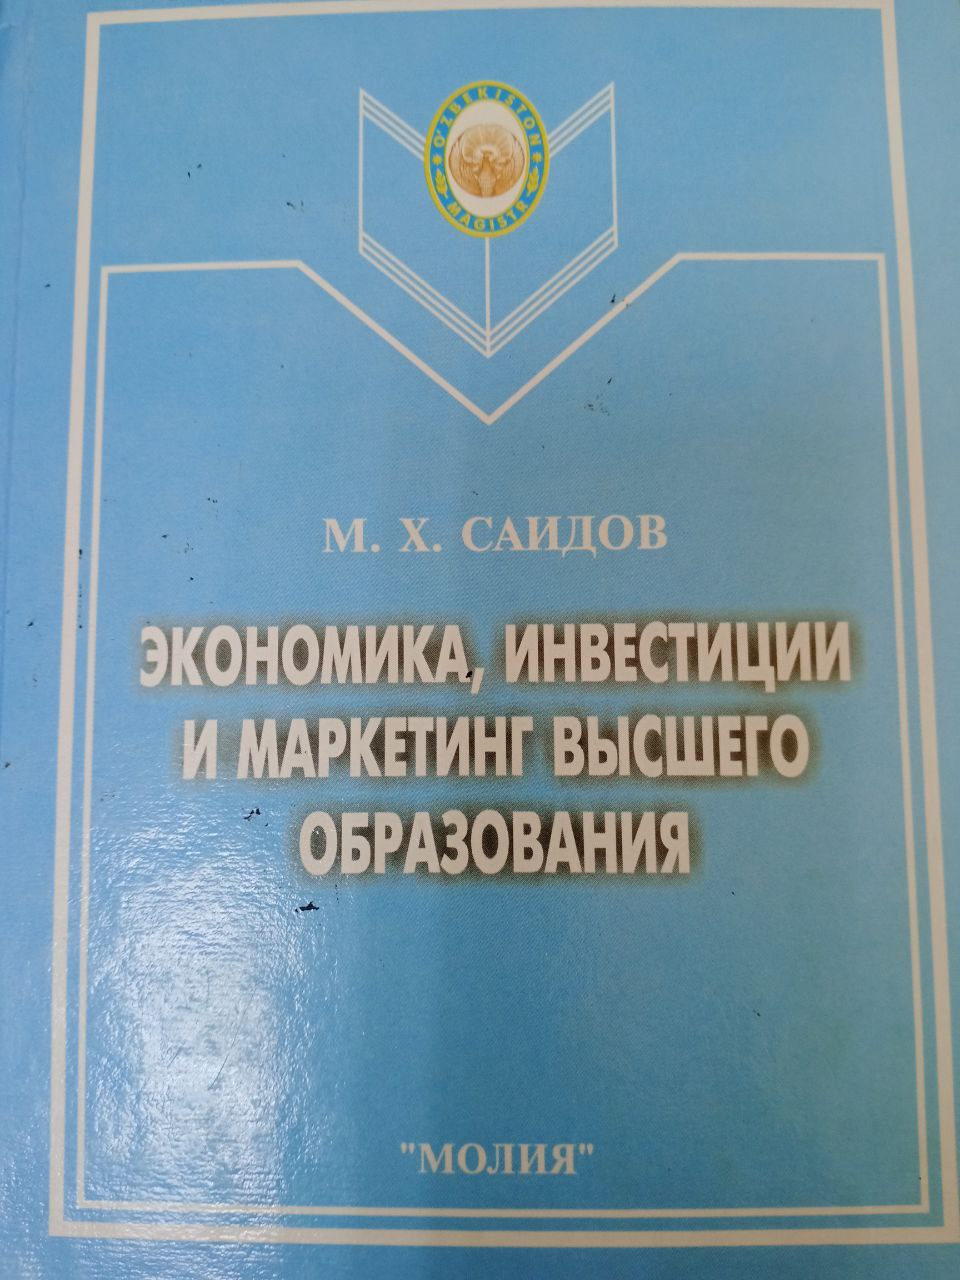 O'ZBEKISTON
MAGISTR
М. Х. САИДОВ
ЭКОНОМИКА, ИНВЕСТИЦИИ
И МАРКЕТИНГ ВЫСШЕГО
ОБРАЗОВАНИЯ
"МОЛИЯ"